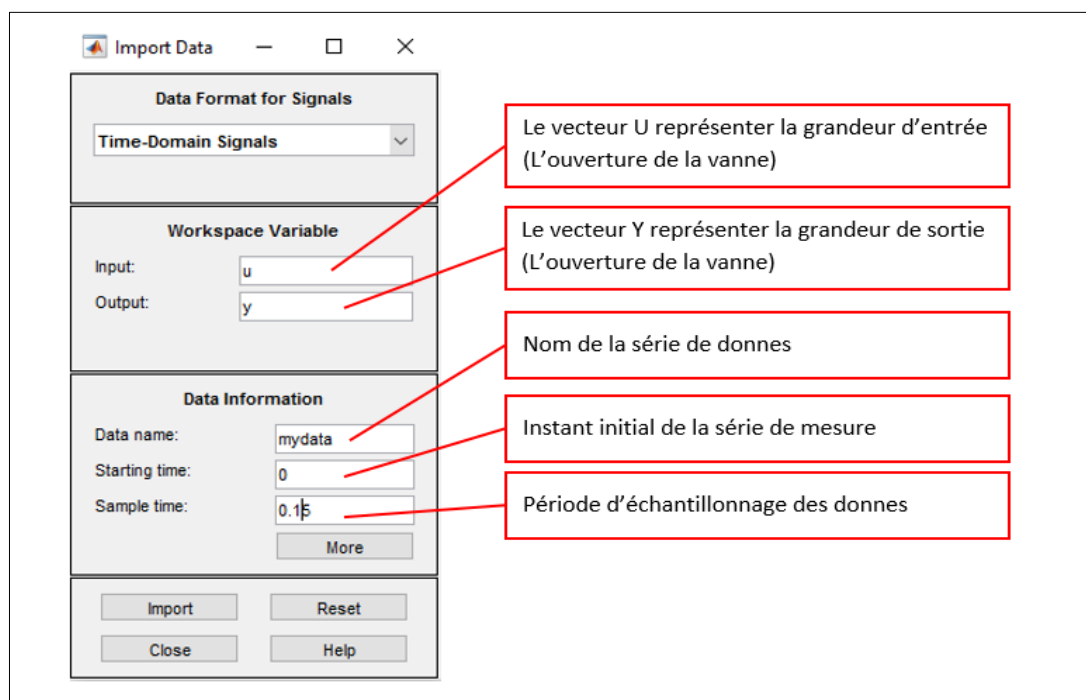 Import Data
Data Format for Signals
Time-Domain Signals
Workspace Variable
Input:
u
Output:
y
Data Information
Data name:
mydata
Starting time:
0
Sample time:
0.15
More
Import
Reset
Close
Help
Le vecteur U représenter la grandeur d’entrée
(L’ouverture de la vanne)
Le vecteur Y représenter la grandeur de sortie
(L’ouverture de la vanne)
Nom de la série de donnes
Instant initial de la série de mesure
Période d’échantillonnage des donnes